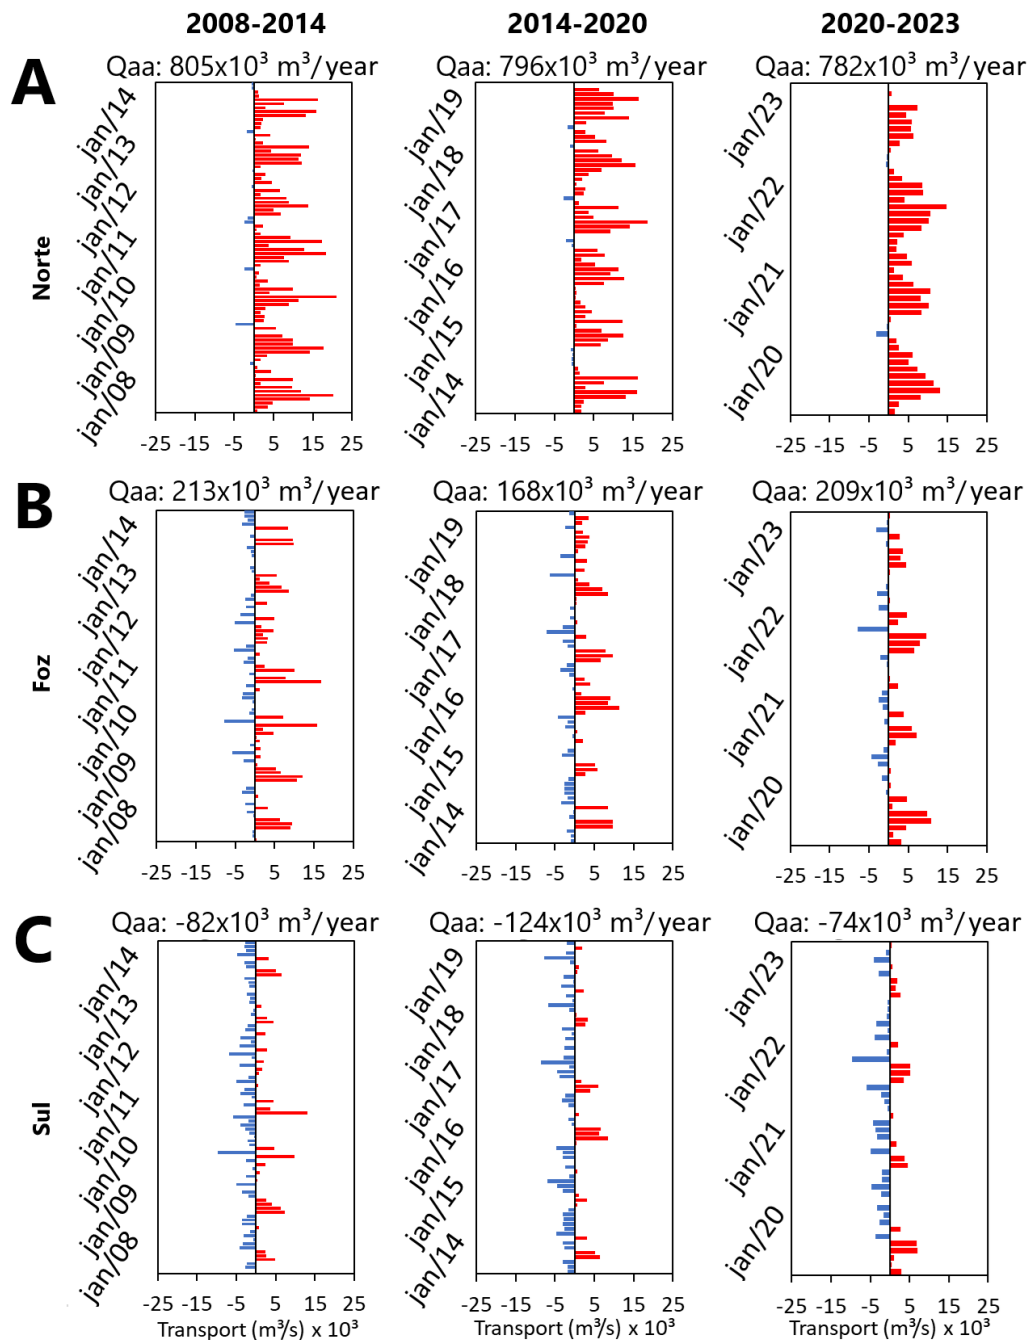 2008-2014 2014-2020 2020-2023
A Qaa: 805x10³ m³/year Qaa: 796x10³ m³/year Qaa: 782x10³ m³/year
Norte
jan/14 jan/13 jan/12 jan/11 jan/10 jan/09 jan/08
jan/19 jan/18 jan/17 jan/16 jan/15 jan/14
jan/23 jan/22 jan/21 jan/20
-25 -15 -5 5 15 25 -25 -15 -5 5 15 25 -25 -15 -5 5 15 25
B Qaa: 213x10³ m³/year Qaa: 168x10³ m³/year Qaa: 209x10³ m³/year
Foz
jan/14 jan/13 jan/12 jan/11 jan/10 jan/09 jan/08
jan/19 jan/18 jan/17 jan/16 jan/15 jan/14
jan/23 jan/22 jan/21 jan/20
-25 -15 -5 5 15 25 -25 -15 -5 5 15 25 -25 -15 -5 5 15 25
C Qaa: -82x10³ m³/year Qaa: -124x10³ m³/year Qaa: -74x10³ m³/year
Sul
jan/14 jan/13 jan/12 jan/11 jan/10 jan/09 jan/08
jan/19 jan/18 jan/17 jan/16 jan/15 jan/14
jan/23 jan/22 jan/21 jan/20
-25 -15 -5 5 15 25 -25 -15 -5 5 15 25 -25 -15 -5 5 15 25
Transport (m³/s) x 10³ Transport (m³/s) x 10³ Transport (m³/s) x 10³